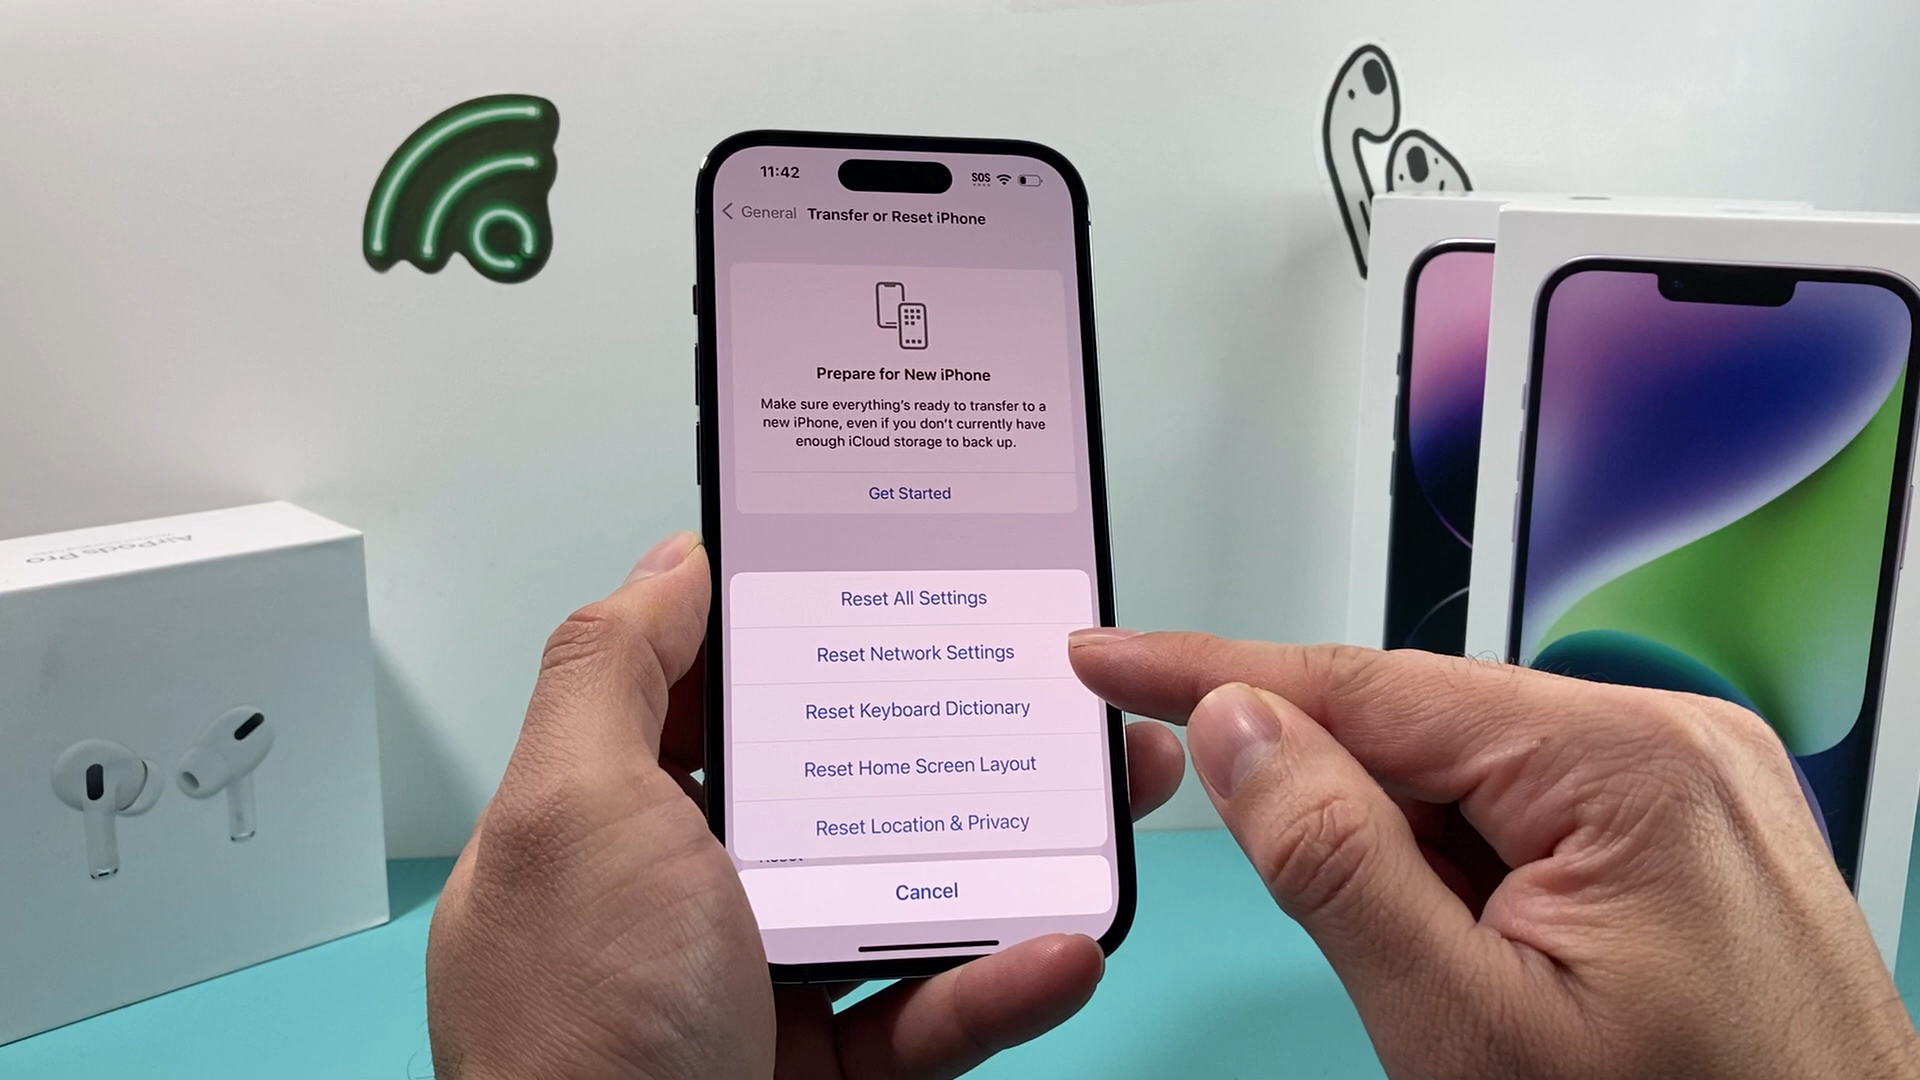 11:42
SOS
General
Transfer or Reset iPhone
Prepare for New iPhone
Make sure everything's ready to transfer to a
new iPhone, even if you don't currently have
enough iCloud storage to back up.
Get Started
Reset All Settings
Reset Network Settings
Reset Keyboard Dictionary
Reset Home Screen Layout
Reset Location & Privacy
Cancel
AirPods Pro